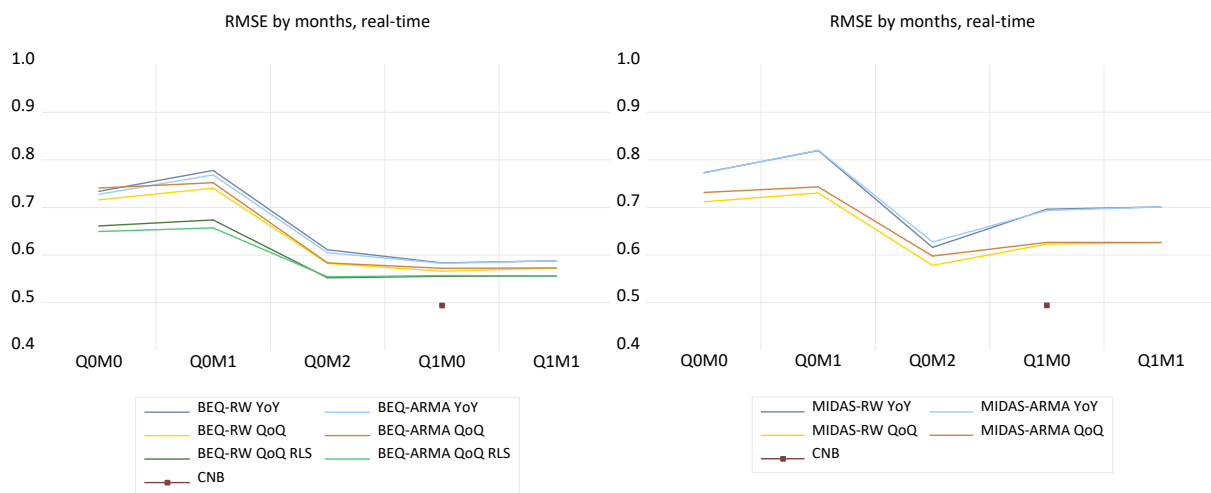 RMSE by months, real-time
1.0
0.9
0.8
0.7
0.6
0.5
0.4
Q0M0 Q0M1 Q0M2 Q1M0 Q1M1
BEQ-RW YoY BEQ-ARMA YoY
BEQ-RW QoQ BEQ-ARMA QoQ
BEQ-RW QoQ RLS BEQ-ARMA QoQ RLS
CNB
RMSE by months, real-time
1.0
0.9
0.8
0.7
0.6
0.5
0.4
Q0M0 Q0M1 Q0M2 Q1M0 Q1M1
MIDAS-RW YoY MIDAS-ARMA YoY
MIDAS-RW QoQ MIDAS-ARMA QoQ
CNB